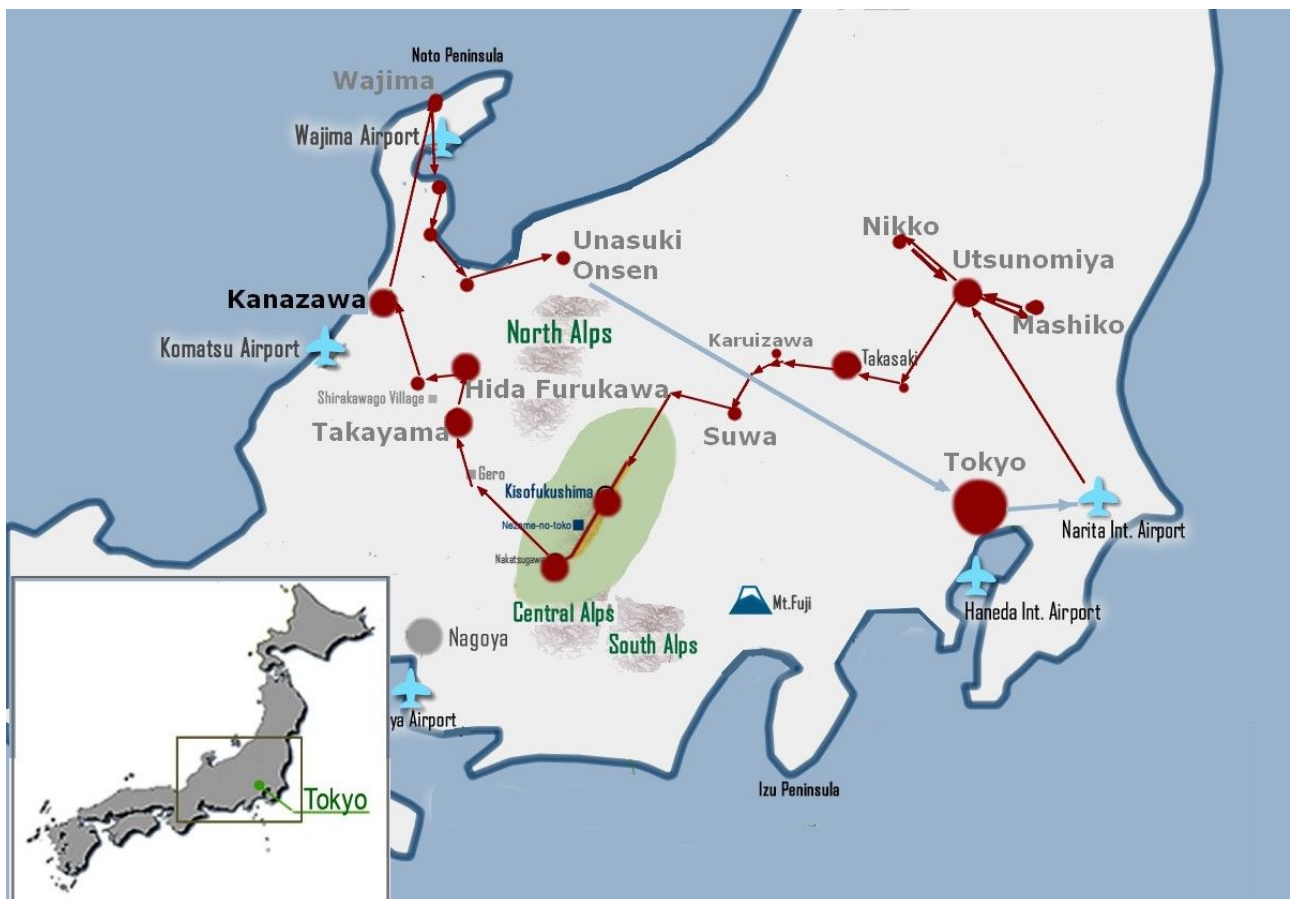 Noto Peninsula
Wajima
Wajima Airport
Nikko
Unasuki
Onsen
Utsunomiya
Kanazawa
Mashiko
North Alps
Karuizawa
Komatsu Airport
Takasaki
Hida Furukawa
Shirakawago Village
Takayama
Suwa
Tokyo
Gero
Kisofukushima
Nezame-no-toko
Narita Int. Airport
Nakatsugawa
Mt.Fuji
Central Alps
Haneda Int. Airport
Nagoya
South Alps
ya Airport
Izu Peninsula
Tokyo